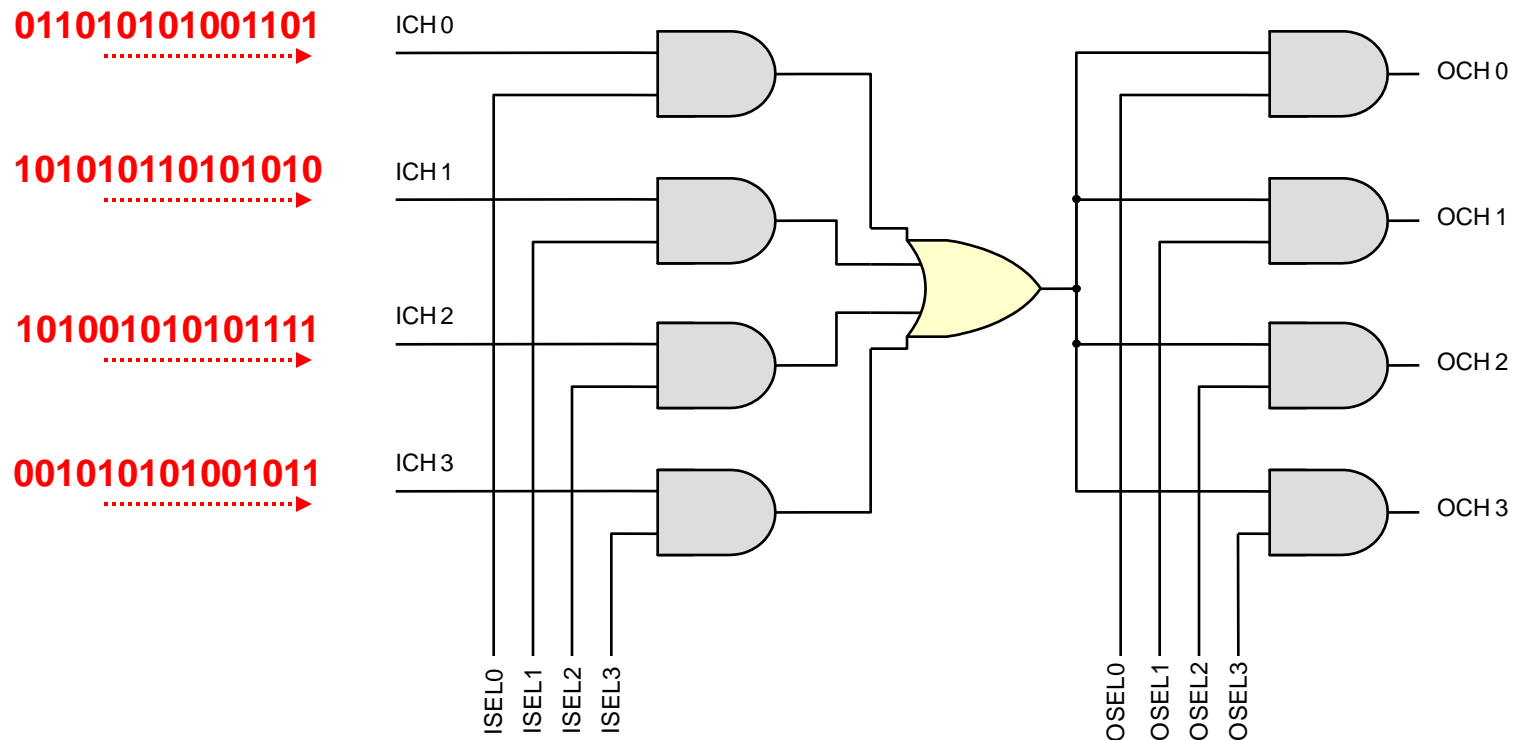 011010101001101
ICH 0
OCH 0
101010110101010
ICH 1
OCH 1
101001010101111
ICH 2
OCH 2
001010101001011
ICH 3
OCH 3
ISEL0
ISEL1
ISEL2
ISEL3
OSEL0
OSEL1
OSEL2
OSEL3